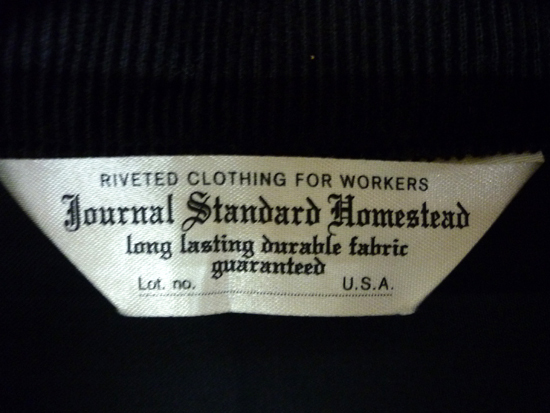 RIVETED CLOTHING FOR WORKERS
Journal Standard Homestead
long lasting durable fabric
guaranteed
Lot. no. U.S.A.